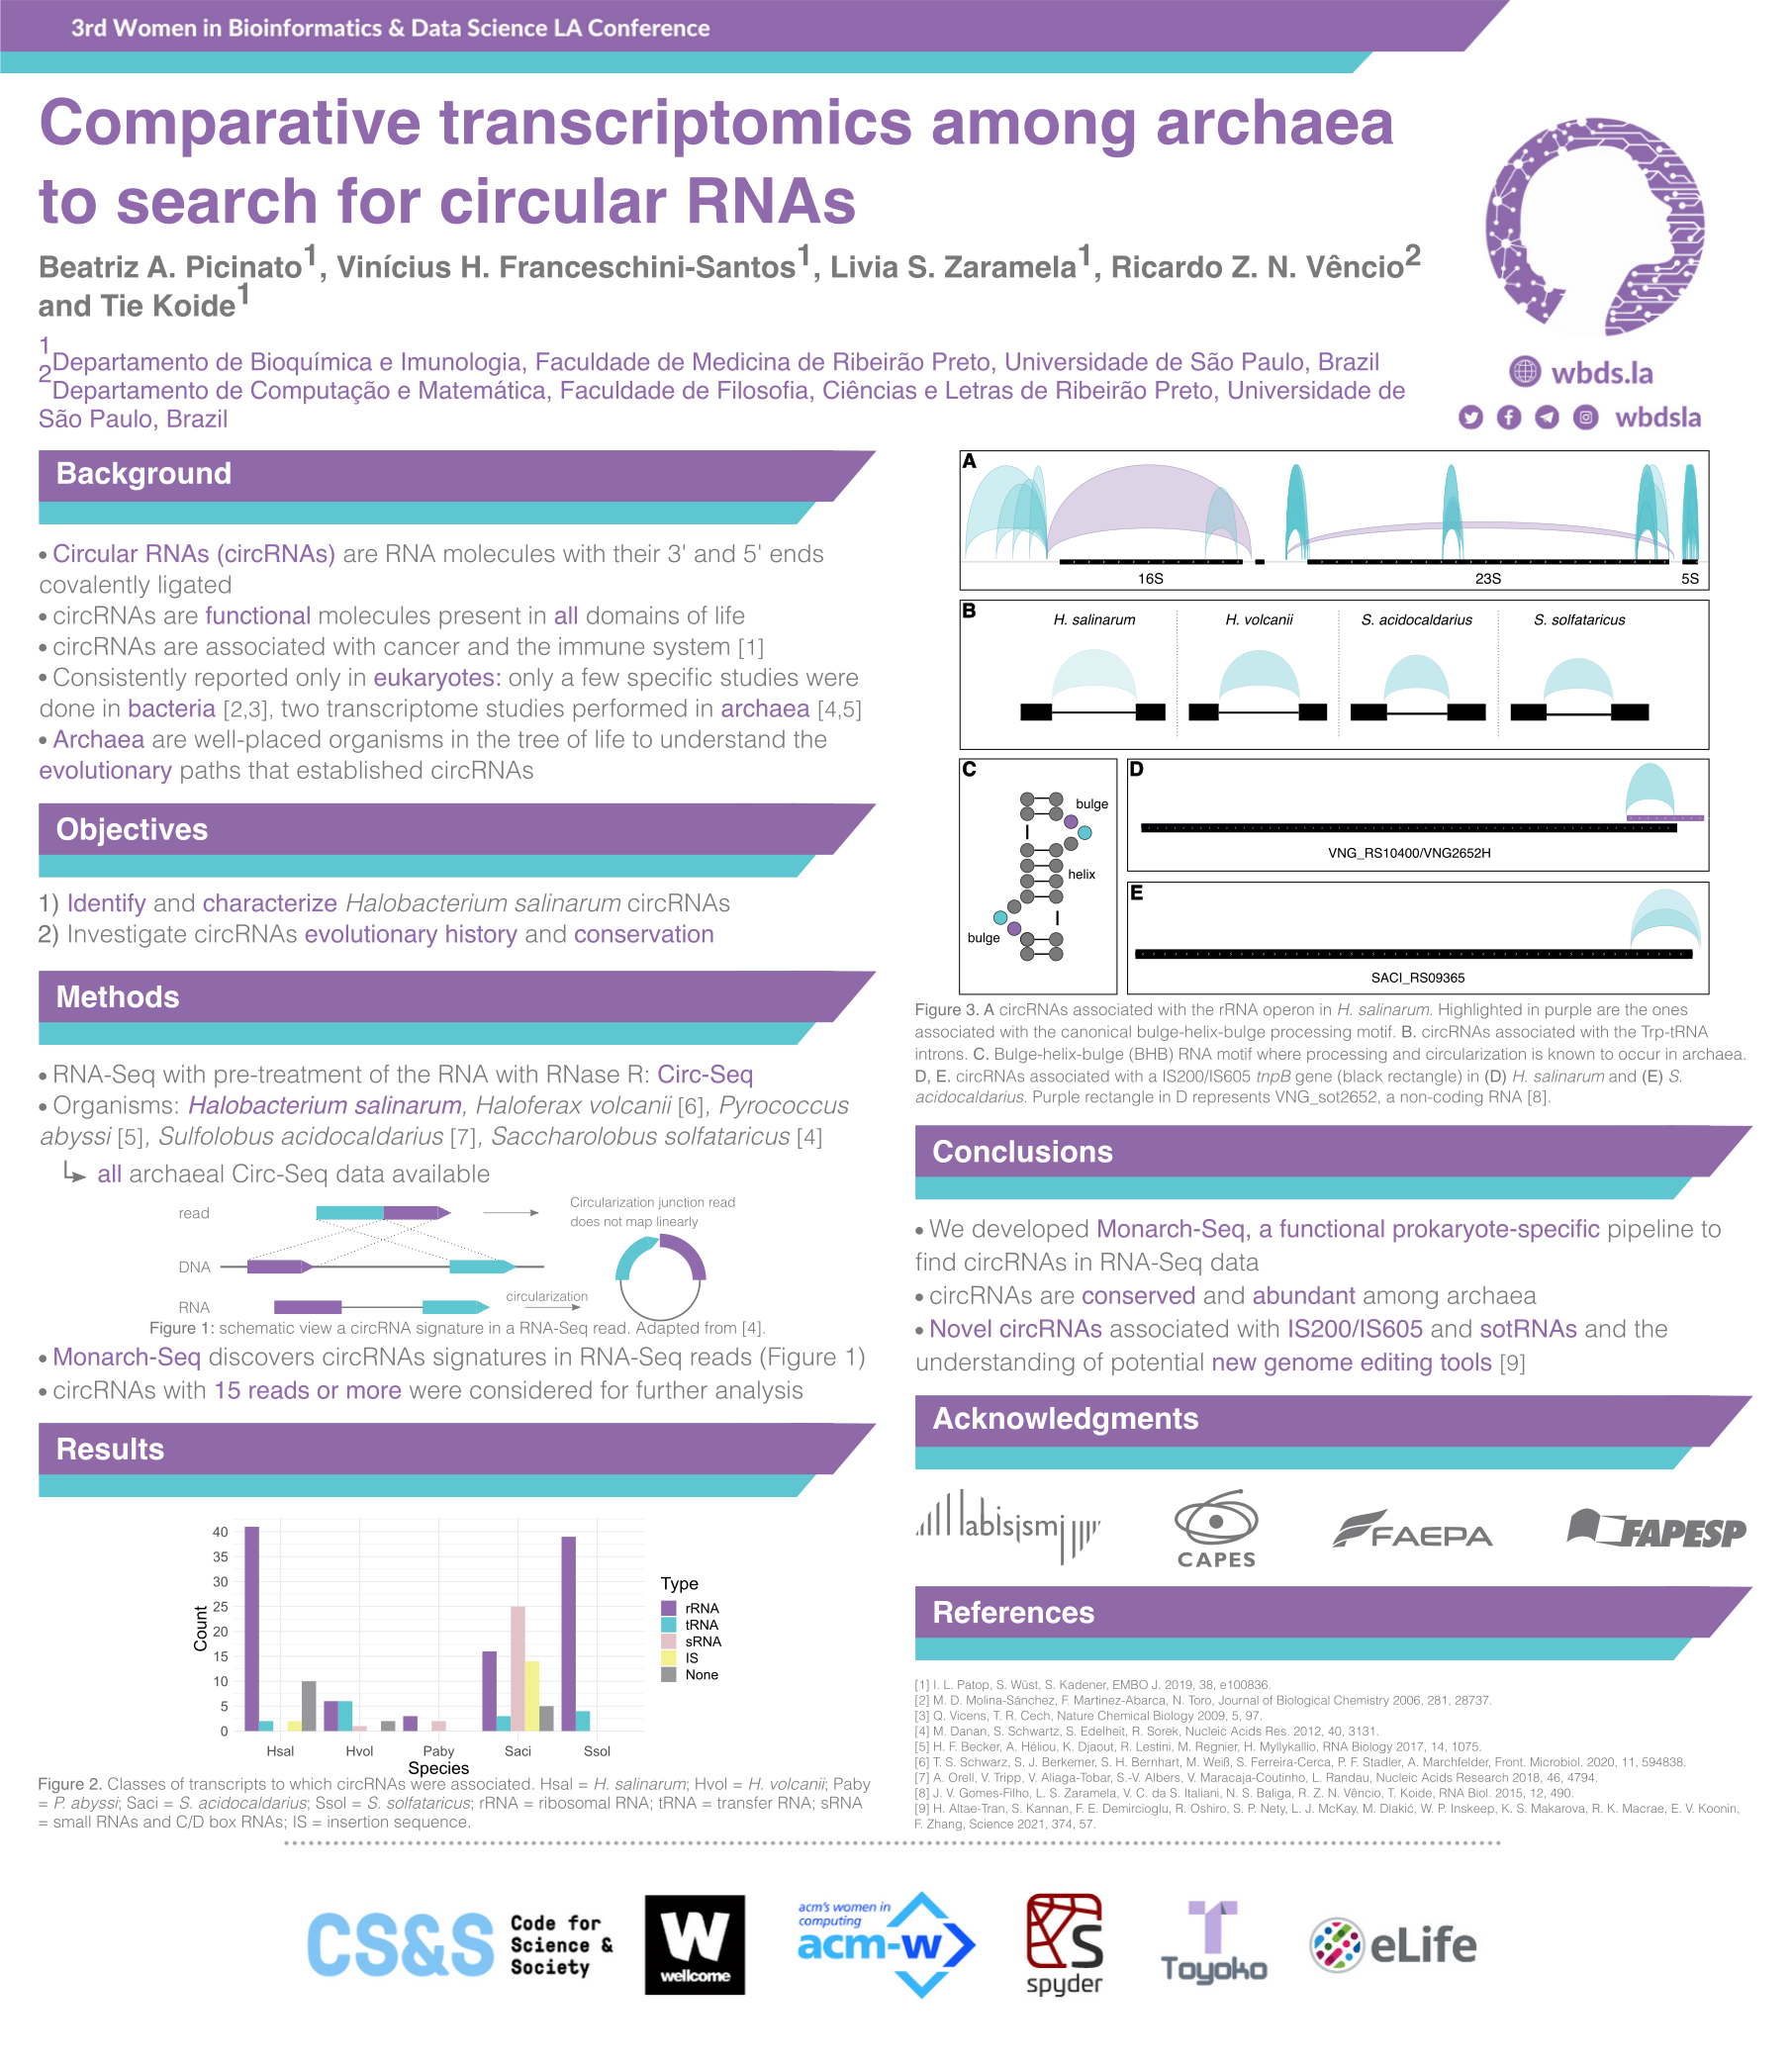 3rd Women in Bioinformatics & Data Science LA Conference
Comparative transcriptomics among archaea
to search for circular RNAs
Beatriz A. Picinato1, Vinícius H. Franceschini-Santos1, Livia S. Zaramela1, Ricardo Z. N. Vêncio2
and Tie Koide1
1Departamento de Bioquímica e Imunologia, Faculdade de Medicina de Ribeirão Preto, Universidade de São Paulo, Brazil
2Departamento de Computação e Matemática, Faculdade de Filosofia, Ciências e Letras de Ribeirão Preto, Universidade de
São Paulo, Brazil
wbds.la
wbdsla
Background
• Circular RNAs (circRNAs) are RNA molecules with their 3' and 5' ends
covalently ligated
• circRNAs are functional molecules present in all domains of life
• circRNAs are associated with cancer and the immune system [1]
• Consistently reported only in eukaryotes: only a few specific studies were
done in bacteria [2,3], two transcriptome studies performed in archaea [4,5]
• Archaea are well-placed organisms in the tree of life to understand the
evolutionary paths that established circRNAs
Objectives
1) Identify and characterize Halobacterium salinarum circRNAs
2) Investigate circRNAs evolutionary history and conservation
Methods
• RNA-Seq with pre-treatment of the RNA with RNase R: Circ-Seq
• Organisms: Halobacterium salinarum, Haloferax volcanii [6], Pyrococcus
abyssi [5], Sulfolobus acidocaldarius [7], Saccharolobus solfataricus [4]
all archaeal Circ-Seq data available
read
Circularization junction read
does not map linearly
DNA
RNA
circularization
Figure 1: schematic view a circRNA signature in a RNA-Seq read. Adapted from [4].
• Monarch-Seq discovers circRNAs signatures in RNA-Seq reads (Figure 1)
• circRNAs with 15 reads or more were considered for further analysis
Results
Count
40
35
30
25
20
15
10
5
0
Hsal Hvol Paby Saci Ssol
Species
Type
rRNA
tRNA
sRNA
IS
None
Figure 2. Classes of transcripts to which circRNAs were associated. Hsal = H. salinarum; Hvol = H. volcanii; Paby
= P. abyssi; Saci = S. acidocaldarius; Ssol = S. solfataricus; rRNA = ribosomal RNA; tRNA = transfer RNA; sRNA
= small RNAs and C/D box RNAs; IS = insertion sequence.
A
16S 23S 5S
B
H. salinarum H. volcanii S. acidocaldarius S. solfataricus
C
bulge
helix
bulge
D
VNG_RS10400/VNG2652H
E
SACI_RS09365
Figure 3. A circRNAs associated with the rRNA operon in H. salinarum. Highlighted in purple are the ones
associated with the canonical bulge-helix-bulge processing motif. B. circRNAs associated with the Trp-tRNA
introns. C. Bulge-helix-bulge (BHB) RNA motif where processing and circularization is known to occur in archaea.
D, E. circRNAs associated with a IS200/IS605 tnpB gene (black rectangle) in (D) H. salinarum and (E) S.
acidocaldarius. Purple rectangle in D represents VNG_sot2652, a non-coding RNA [8].
Conclusions
• We developed Monarch-Seq, a functional prokaryote-specific pipeline to
find circRNAs in RNA-Seq data
• circRNAs are conserved and abundant among archaea
• Novel circRNAs associated with IS200/IS605 and sotRNAs and the
understanding of potential new genome editing tools [9]
Acknowledgments
labisismi
CAPES
FAEPA
FAPESP
References
[1] I. L. Patop, S. Wüst, S. Kadener, EMBO J. 2019, 38, e100836.
[2] M. D. Molina-Sánchez, F. Martinez-Abarca, N. Toro, Journal of Biological Chemistry 2006, 281, 28737.
[3] Q. Vicens, T. R. Cech, Nature Chemical Biology 2009, 5, 97.
[4] M. Danan, S. Schwartz, S. Edelheit, R. Sorek, Nucleic Acids Res. 2012, 40, 3131.
[5] H. F. Becker, A. Héliou, K. Djaout, R. Lestini, M. Regnier, H. Myllykallio, RNA Biology 2017, 14, 1075.
[6] T. S. Schwarz, S. J. Berkemer, S. H. Bernhart, M. Weiß, S. Ferreira-Cerca, P. F. Stadler, A. Marchfelder, Front. Microbiol. 2020, 11, 594838.
[7] A. Orell, V. Tripp, V. Aliaga-Tobar, S.-V. Albers, V. Maracaja-Coutinho, L. Randau, Nucleic Acids Research 2018, 46, 4794.
[8] J. V. Gomes-Filho, L. S. Zaramela, V. C. da S. Italiani, N. S. Baliga, R. Z. N. Vêncio, T. Koide, RNA Biol. 2015, 12, 490.
[9] H. Altae-Tran, S. Kannan, F. E. Demircioglu, R. Oshiro, S. P. Nety, L. J. McKay, M. Dlakić, W. P. Inskeep, K. S. Makarova, R. K. Macrae, E. V. Koonin,
F. Zhang, Science 2021, 374, 57.
CS&S
Code for
Science &
Society
W
wellcome
acm's women in
computing
acm-w
S
spyder
T
Toyoko
eLife